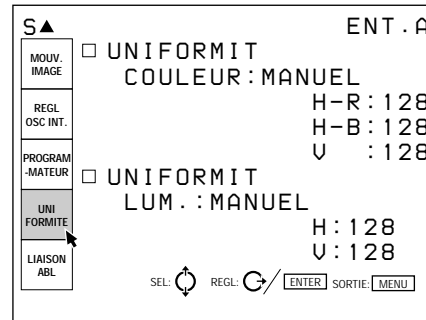 S▲ ENT.A
MOUV. IMAGE
REGL OSC INT.
PROGRAM -MATEUR
UNI FORMITE
LIAISON ABL
□ UNIFORMIT
COULEUR:MANUEL
H-R:128
H-B:128
V :128
□ UNIFORMIT
LUM.:MANUEL
H:128
V:128
SEL: REGL: / ENTER SORTIE: MENU